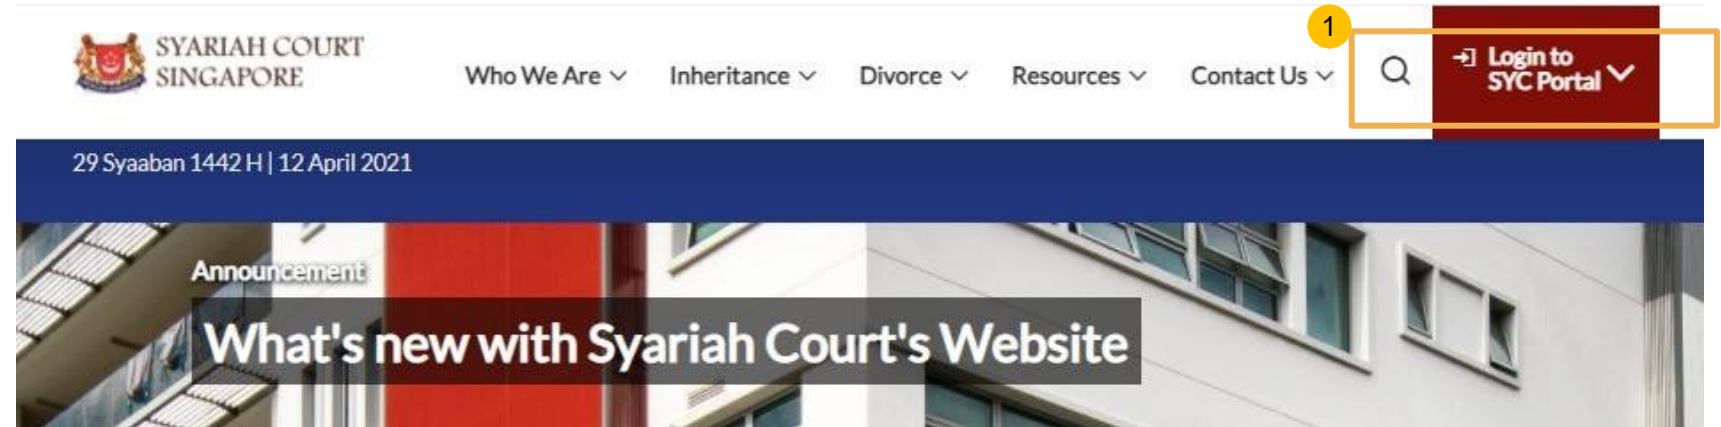 1
SYARIAH COURT
SINGAPORE
Who We Are
Inheritance
Divorce
Resources
Contact Us
Login to
SYC Portal
29 Syaaban 1442 H | 12 April 2021
Announcement
What's new with Syariah Court's Website